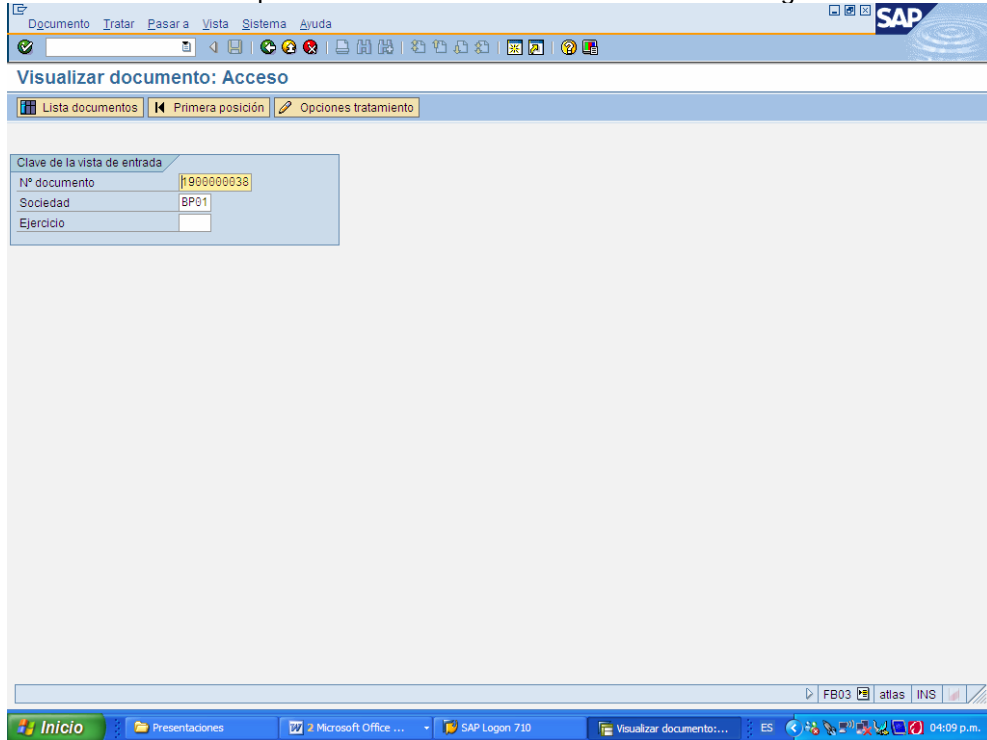 Documento Tratar Pasar a Vista Sistema Ayuda
SAP
Visualizar documento: Acceso
Lista documentos Primera posición Opciones tratamiento
Clave de la vista de entrada
Nº documento 1900000038
Sociedad BP01
Ejercicio
FB03 atlas INS
Inicio Presentaciones 2 Microsoft Office ... SAP Logon 710 Visualizar documento:... ES 04:09 p.m.